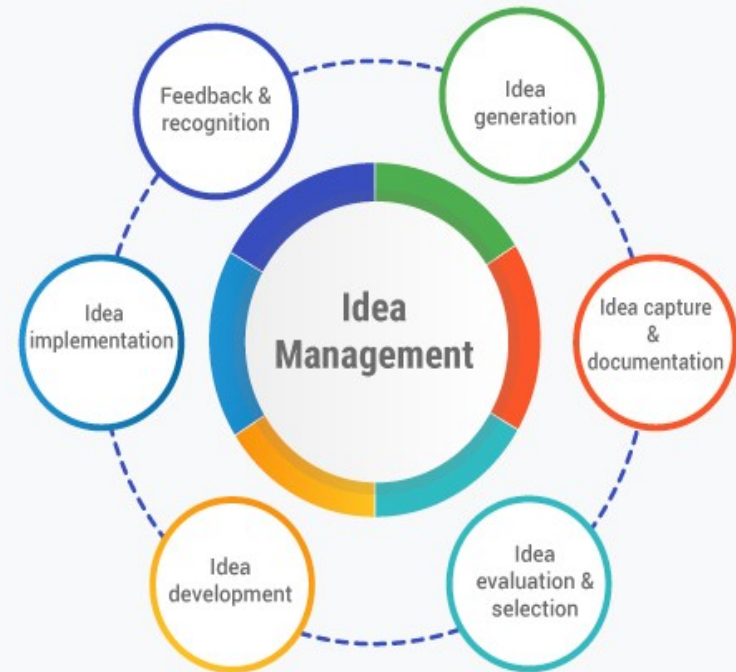 Idea
Management
Idea
generation
Idea capture
&
documentation
Idea
evaluation &
selection
Idea
development
Idea
implementation
Feedback &
recognition